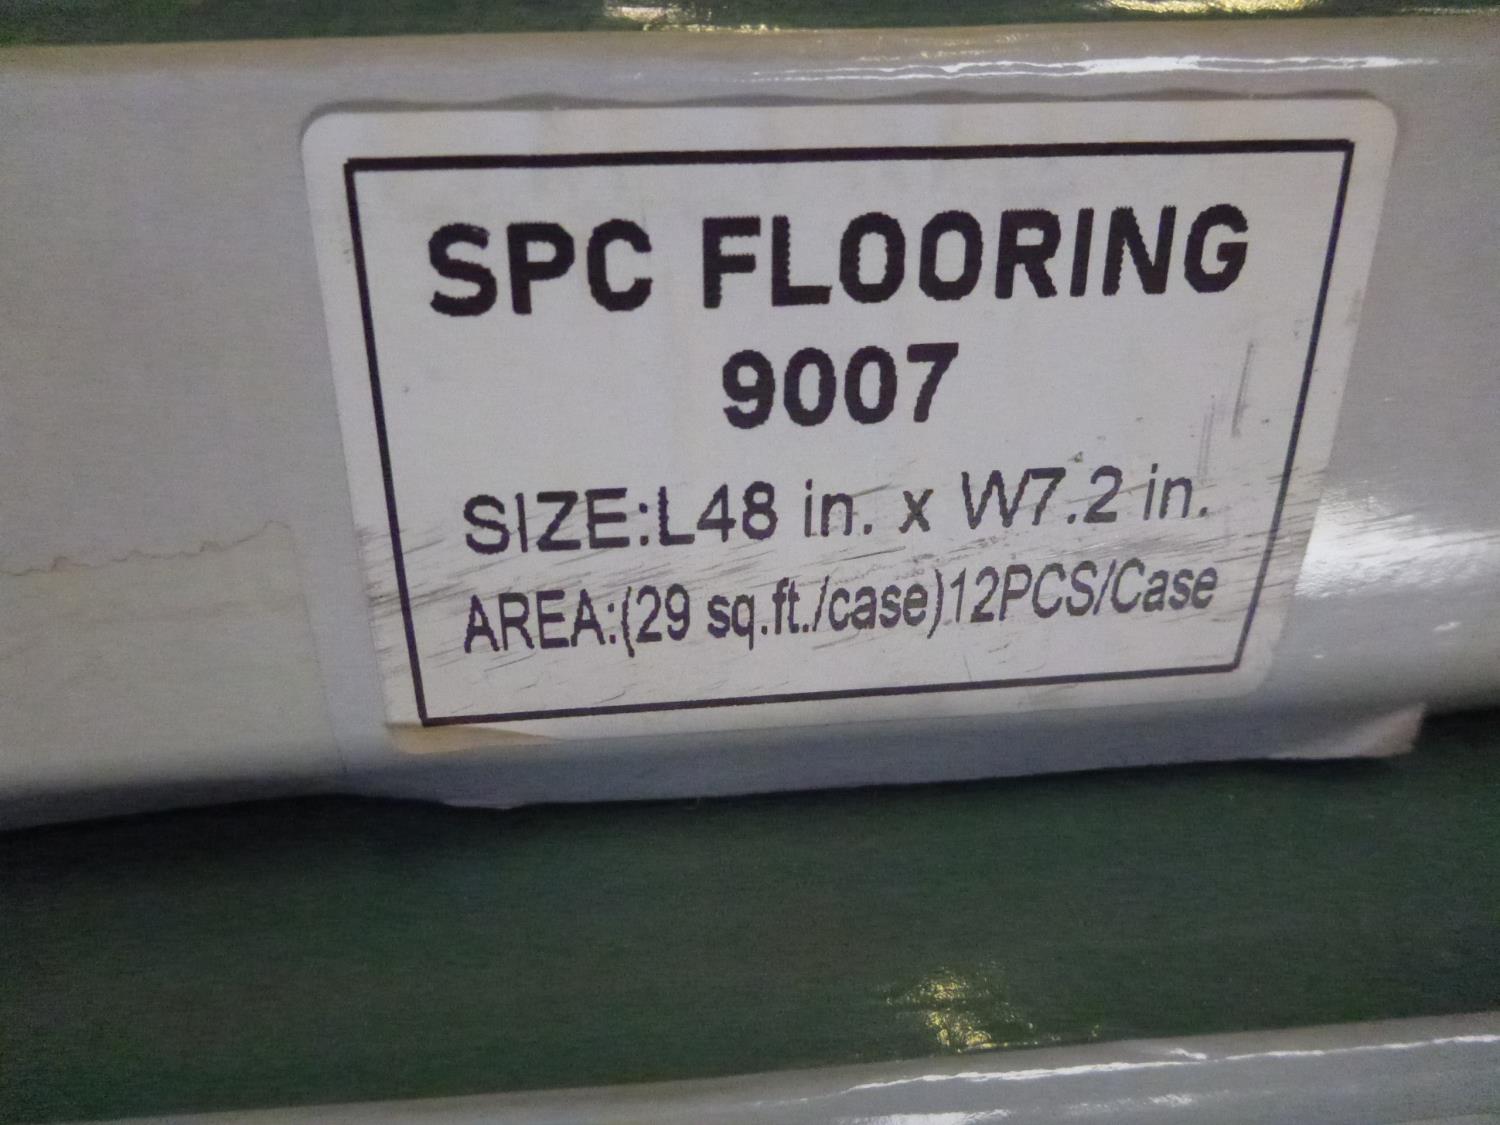 SPC FLOORING
9007
SIZE:L48 in. x W7.2 in.
AREA:(29 sq.ft./case)12PCS/Case